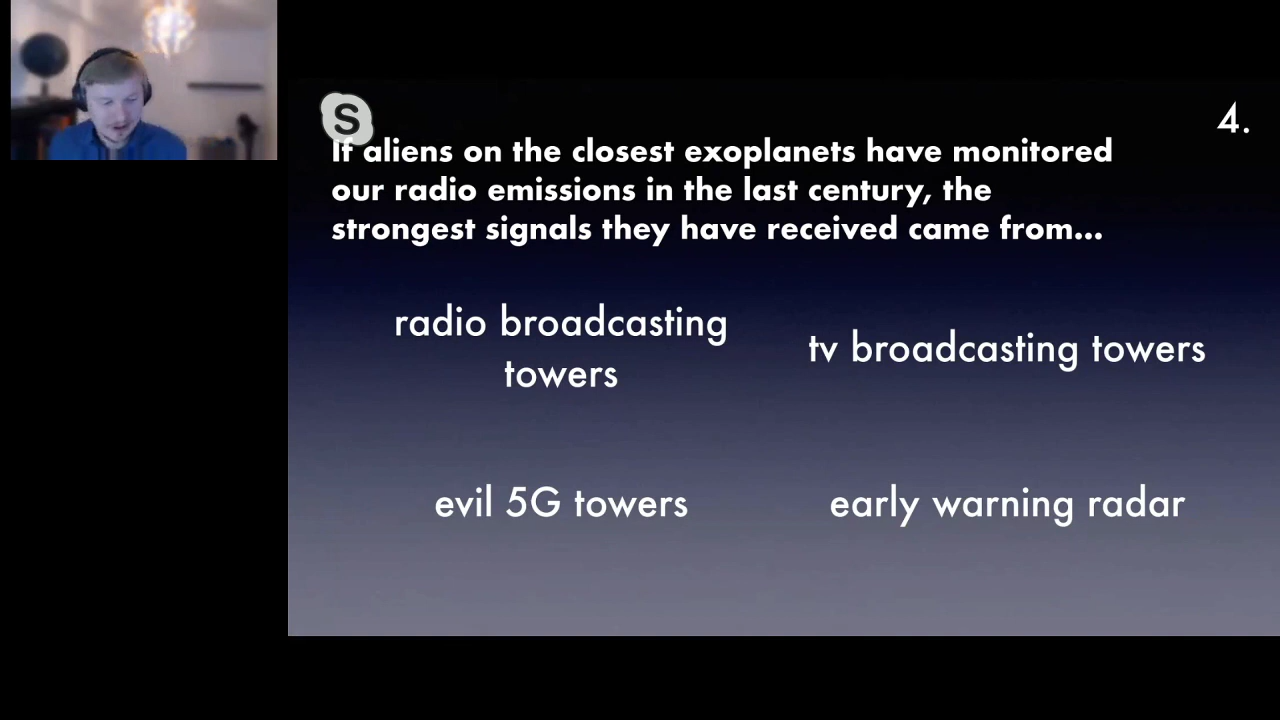 S
4.
If aliens on the closest exoplanets have monitored
our radio emissions in the last century, the
strongest signals they have received came from...
radio broadcasting
towers
tv broadcasting towers
evil 5G towers
early warning radar